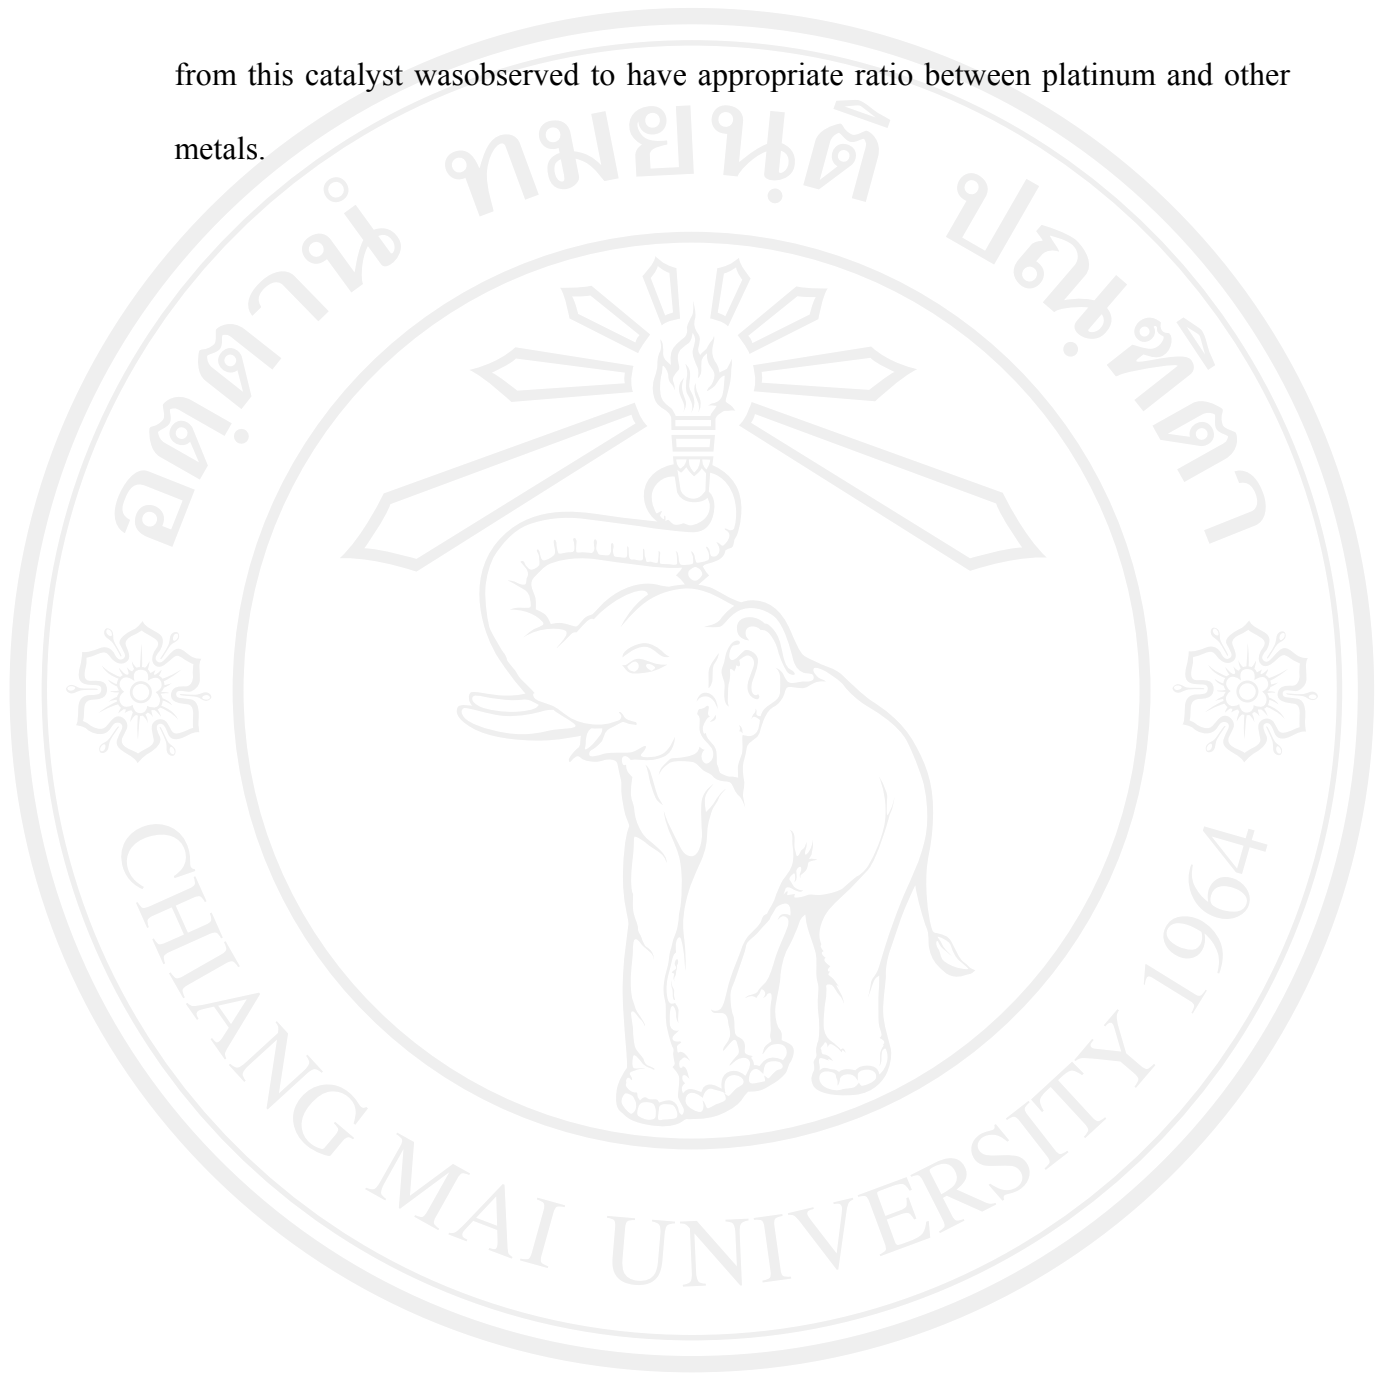 from this catalyst wasobserved to have appropriate ratio between platinum and other
metals.
อตฺตานํ ทมยนฺติ ปณฺฑิตา
CHIANG MAI UNIVERSITY 1964